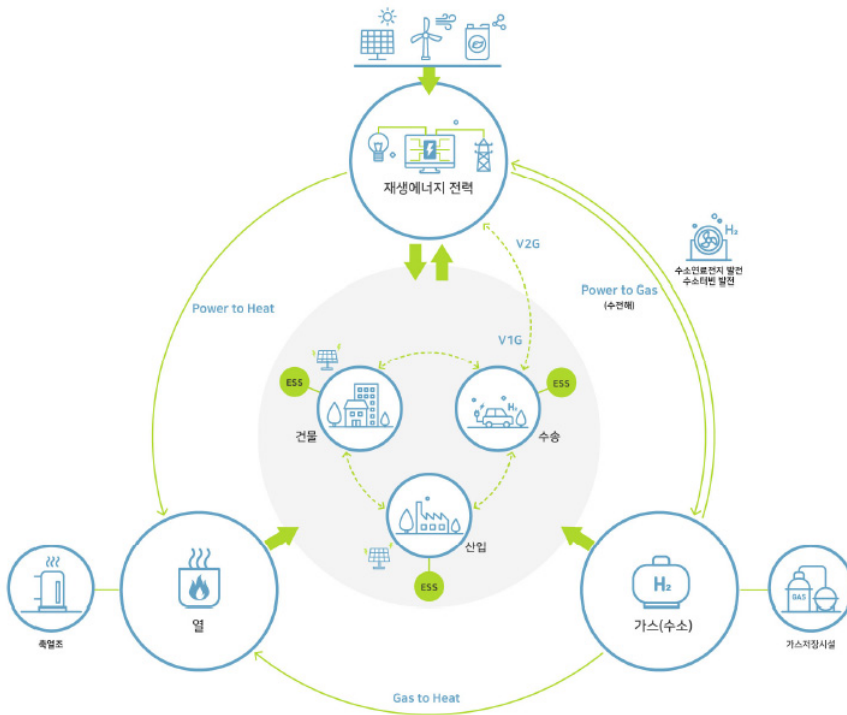 재생에너지 전력
H₂
수소연료전지 발전
수소터빈 발전
V2G
Power to Heat
Power to Gas
(수전해)
V1G
ESS
ESS
H₂
건물
수송
산업
ESS
H₂
GAS
축열조
열
가스(수소)
가스저장시설
Gas to Heat